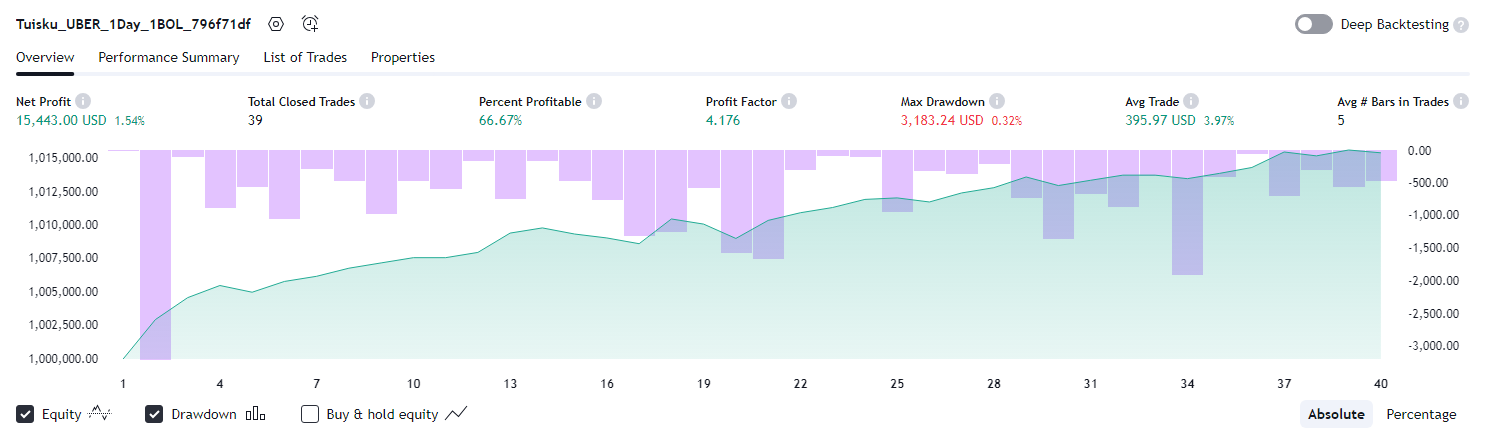 Tuisku_UBER_1Day_1BOL_796f71df Deep Backtesting ?
Overview Performance Summary List of Trades Properties
Net Profit Total Closed Trades Percent Profitable Profit Factor Max Drawdown Avg Trade Avg # Bars in Trades
15,443.00 USD 1.54% 39 66.67% 4.176 3,183.24 USD 0.32% 395.97 USD 3.97% 5
1,015,000.00 0.00
1,012,500.00 -500.00
1,010,000.00 -1,000.00
1,007,500.00 -1,500.00
1,005,000.00 -2,000.00
1,002,500.00 -2,500.00
1,000,000.00 -3,000.00
1 4 7 10 13 16 19 22 25 28 31 34 37 40
Equity Drawdown Buy & hold equity Absolute Percentage